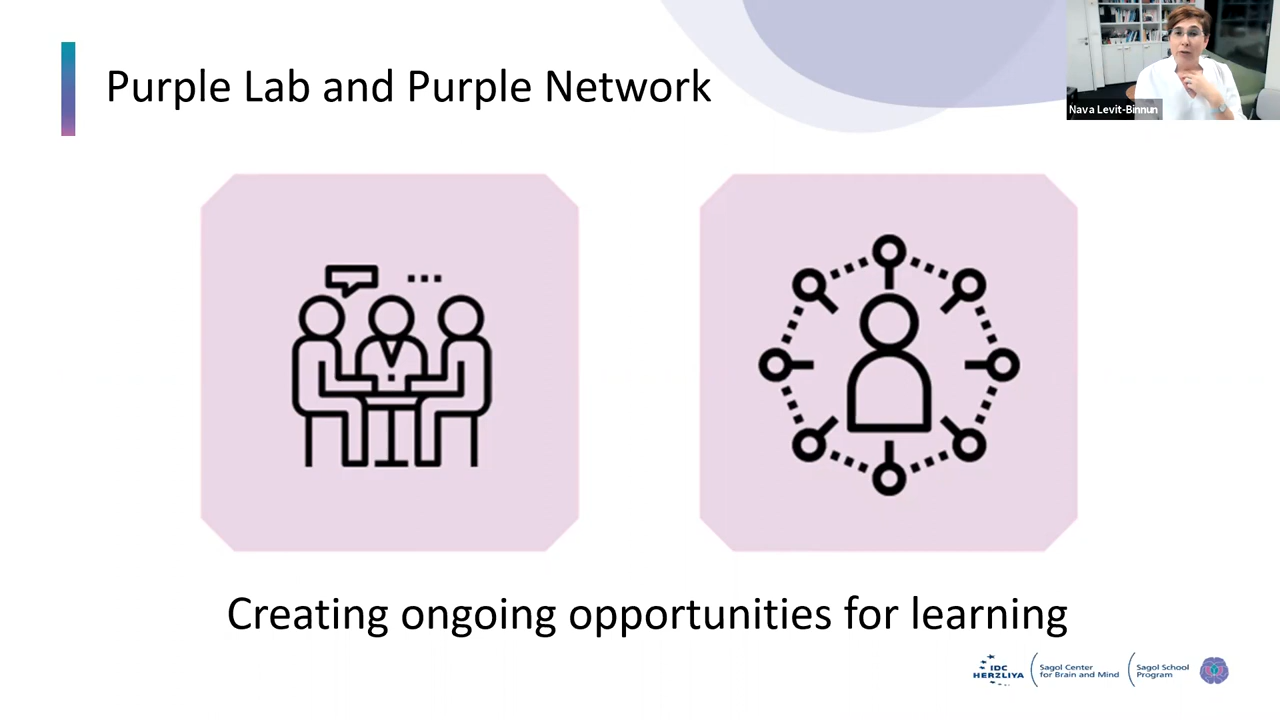 Purple Lab and Purple Network
Nava Levit-Binnun
Creating ongoing opportunities for learning
IDC
HERZLIYA
Sagol Center
for Brain and Mind
Sagol School
Program